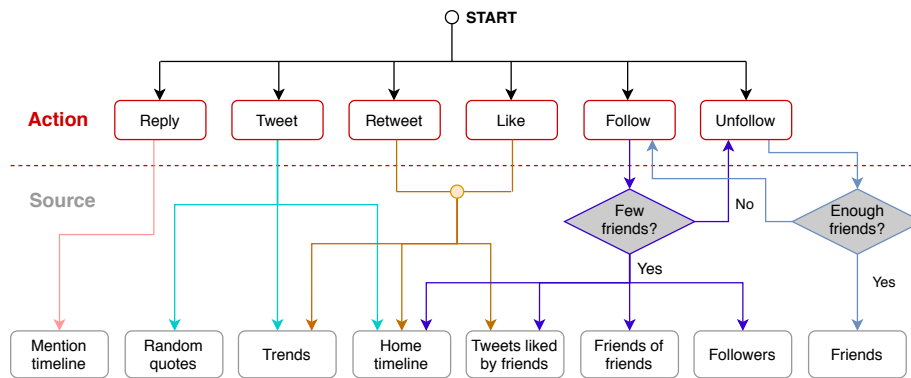 START
Action
Reply
Tweet
Retweet
Like
Follow
Unfollow
Source
Few
friends?
No
Enough
friends?
Yes
Yes
Mention
timeline
Random
quotes
Trends
Home
timeline
Tweets liked
by friends
Friends of
friends
Followers
Friends